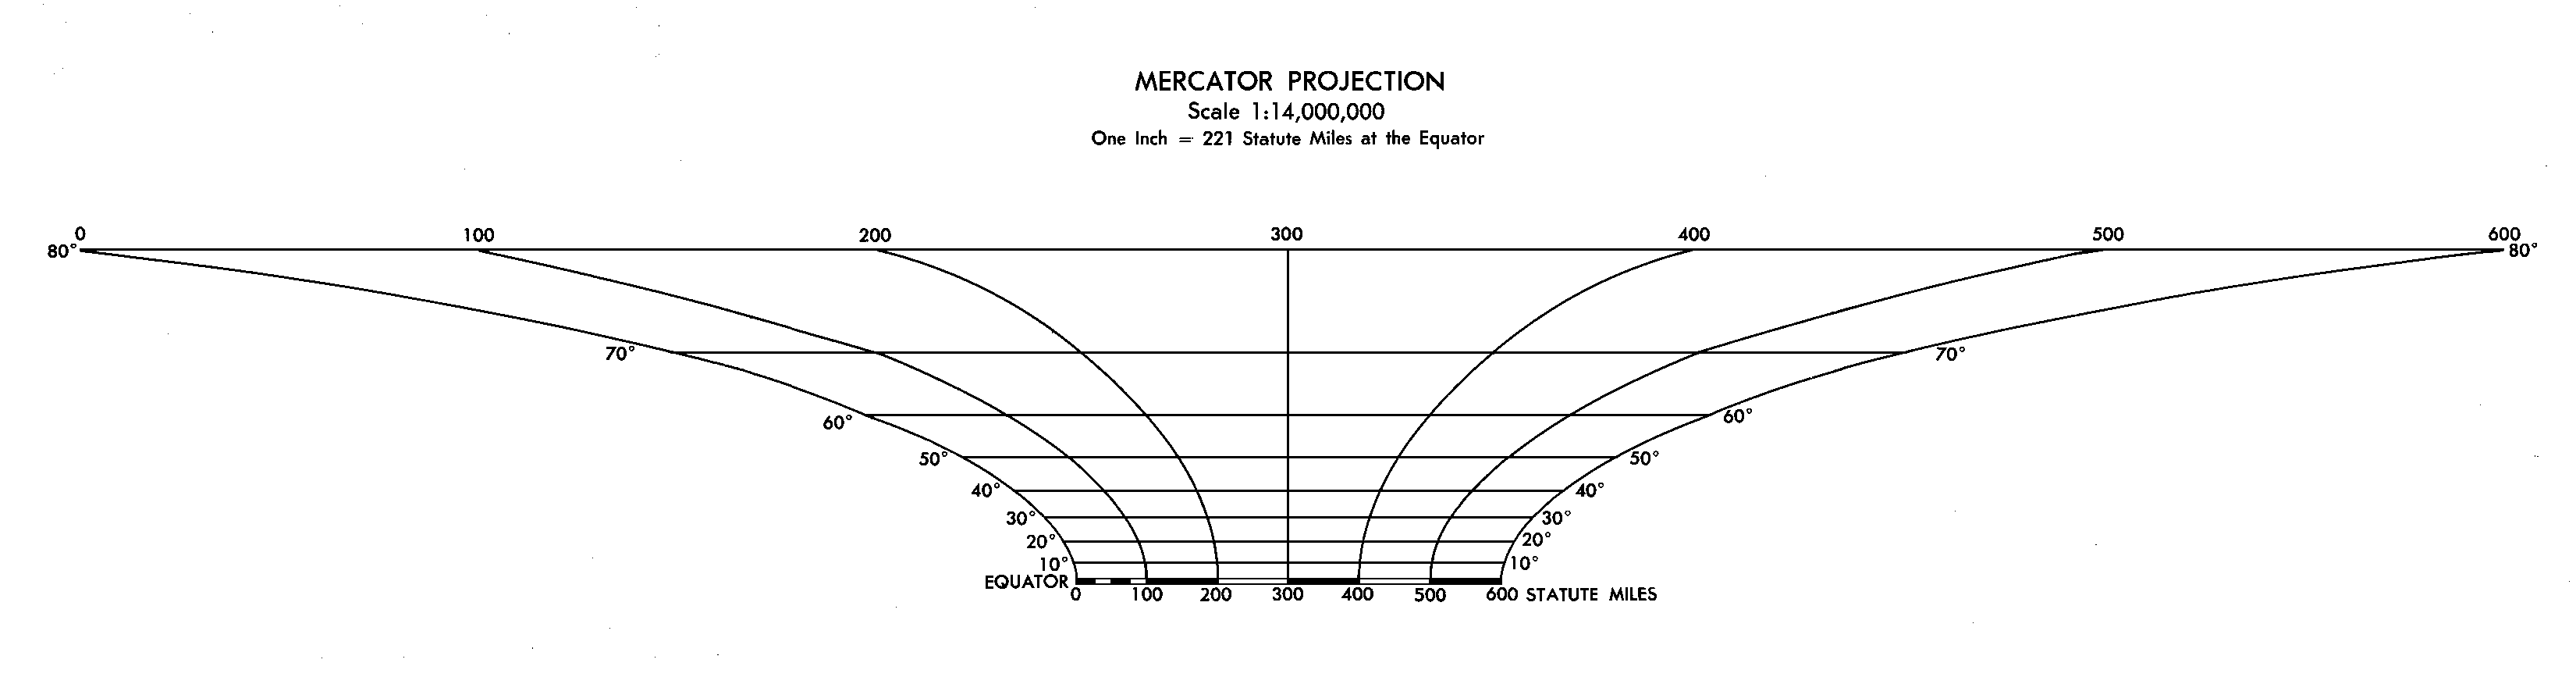 MERCATOR PROJECTION
Scale 1:14,000,000
One Inch = 221 Statute Miles at the Equator
0 100 200 300 400 500 600
80° 80°
70° 70°
60° 60°
50° 50°
40° 40°
30° 30°
20° 20°
10° 10°
EQUATOR
0 100 200 300 400 500 600 STATUTE MILES